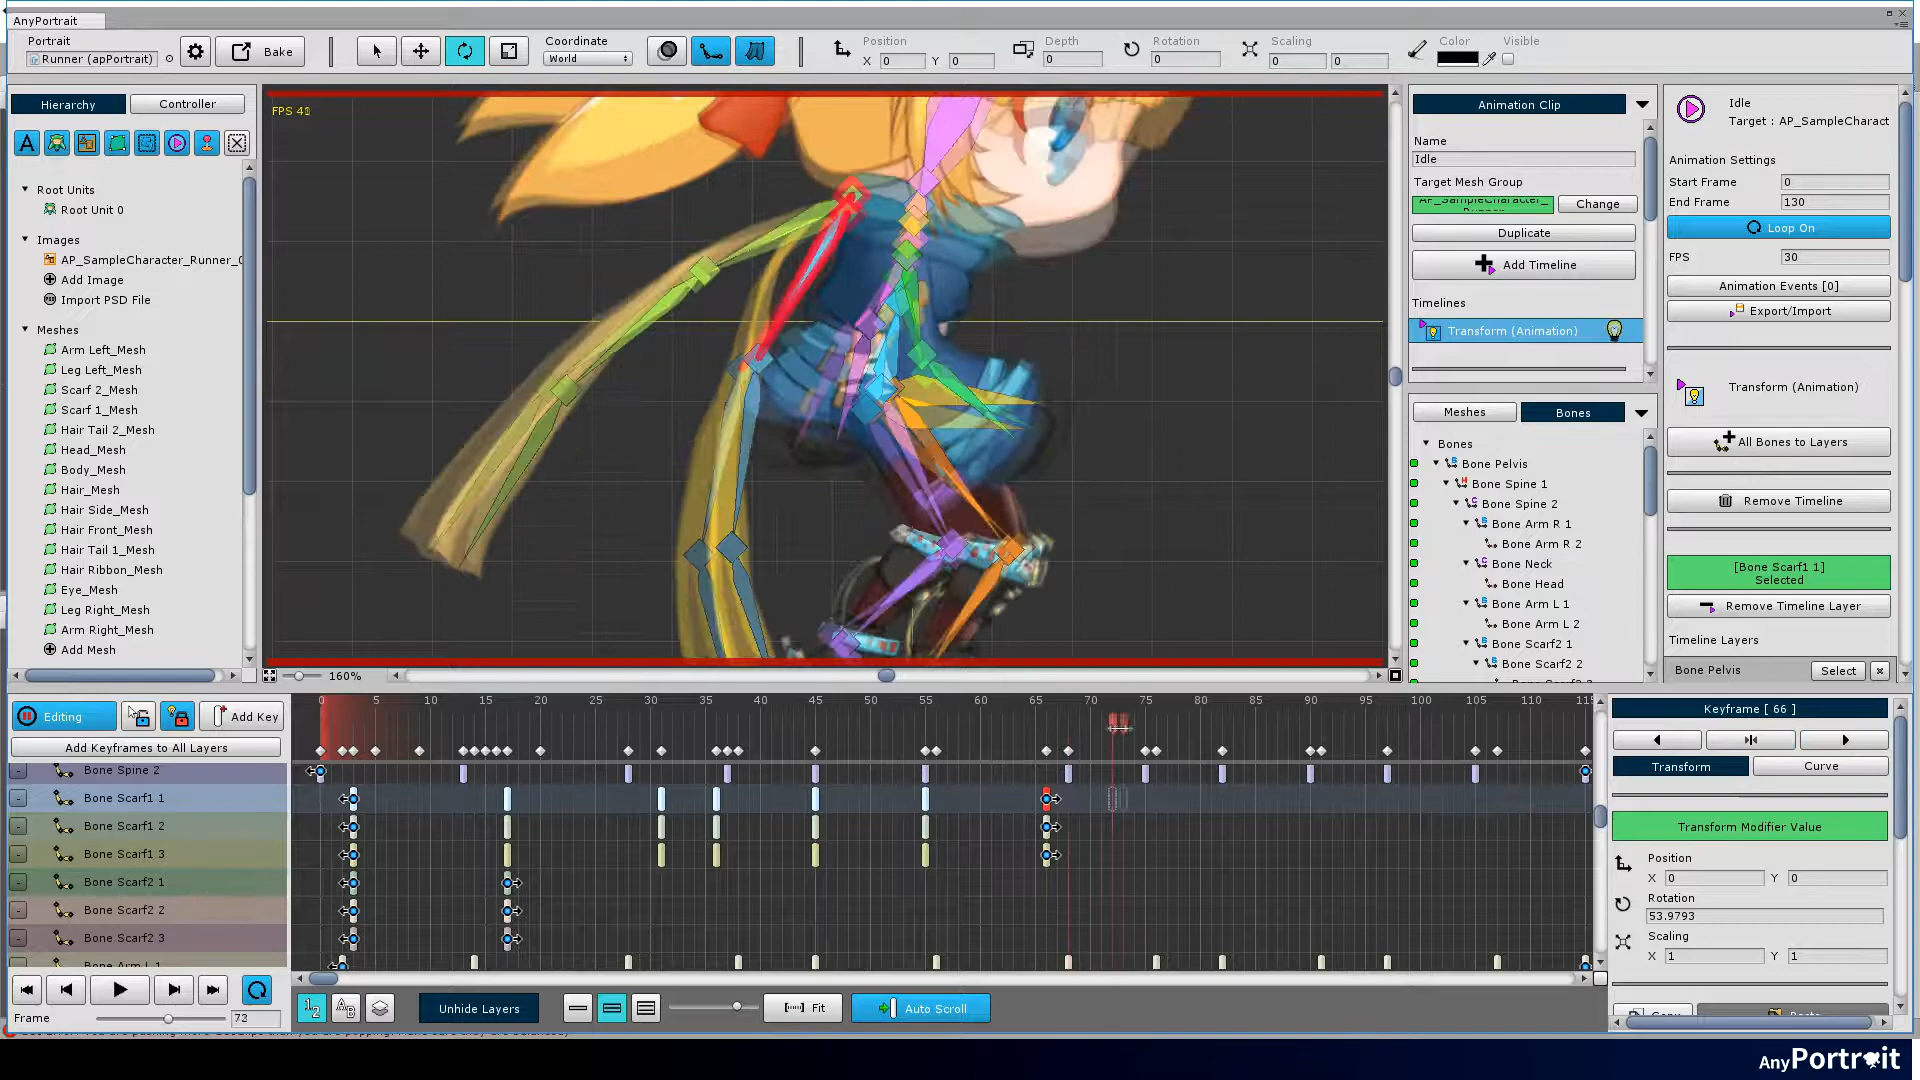 AnyPortrait
Portrait
Runner (apPortrait)
Bake
Coordinate
World
Position
X 0 Y 0
Depth
0
Rotation
0
Scaling
0 0
Color
Visible
Hierarchy
Controller
Root Units
Root Unit 0
Images
AP_SampleCharacter_Runner_
Add Image
Import PSD File
Meshes
Arm Left_Mesh
Leg Left_Mesh
Scarf 2_Mesh
Scarf 1_Mesh
Hair Tail 2_Mesh
Head_Mesh
Body_Mesh
Hair_Mesh
Hair Side_Mesh
Hair Front_Mesh
Hair Tail 1_Mesh
Hair Ribbon_Mesh
Eye_Mesh
Leg Right_Mesh
Arm Right_Mesh
Add Mesh
160%
Animation Clip
Name
Idle
Target Mesh Group
AP_SampleCharacter_
Change
Duplicate
Add Timeline
Timelines
Transform (Animation)
Meshes
Bones
Bones
Bone Pelvis
Bone Spine 1
Bone Spine 2
Bone Arm R 1
Bone Arm R 2
Bone Neck
Bone Head
Bone Arm L 1
Bone Arm L 2
Bone Scarf2 1
Bone Scarf2 2
Idle
Target : AP_SampleCharact
Animation Settings
Start Frame 0
End Frame 130
Loop On
FPS 30
Animation Events [0]
Export/Import
Transform (Animation)
All Bones to Layers
Remove Timeline
[Bone Scarf1 1]
Selected
Remove Timeline Layer
Timeline Layers
Bone Pelvis Select
Editing
Add Key
Add Keyframes to All Layers
0 5 10 15 20 25 30 35 40 45 50 55 60 65 70 75 80 85 90 95 100 105 110 115
Bone Spine 2
Bone Scarf1 1
Bone Scarf1 2
Bone Scarf1 3
Bone Scarf2 1
Bone Scarf2 2
Bone Scarf2 3
Bone Arm L 1
Frame 72
Unhide Layers
Fit
Auto Scroll
Keyframe [ 66 ]
Transform
Curve
Transform Modifier Value
Position
X 0 Y 0
Rotation
53.9793
Scaling
X 1 Y 1
AnyPortrait